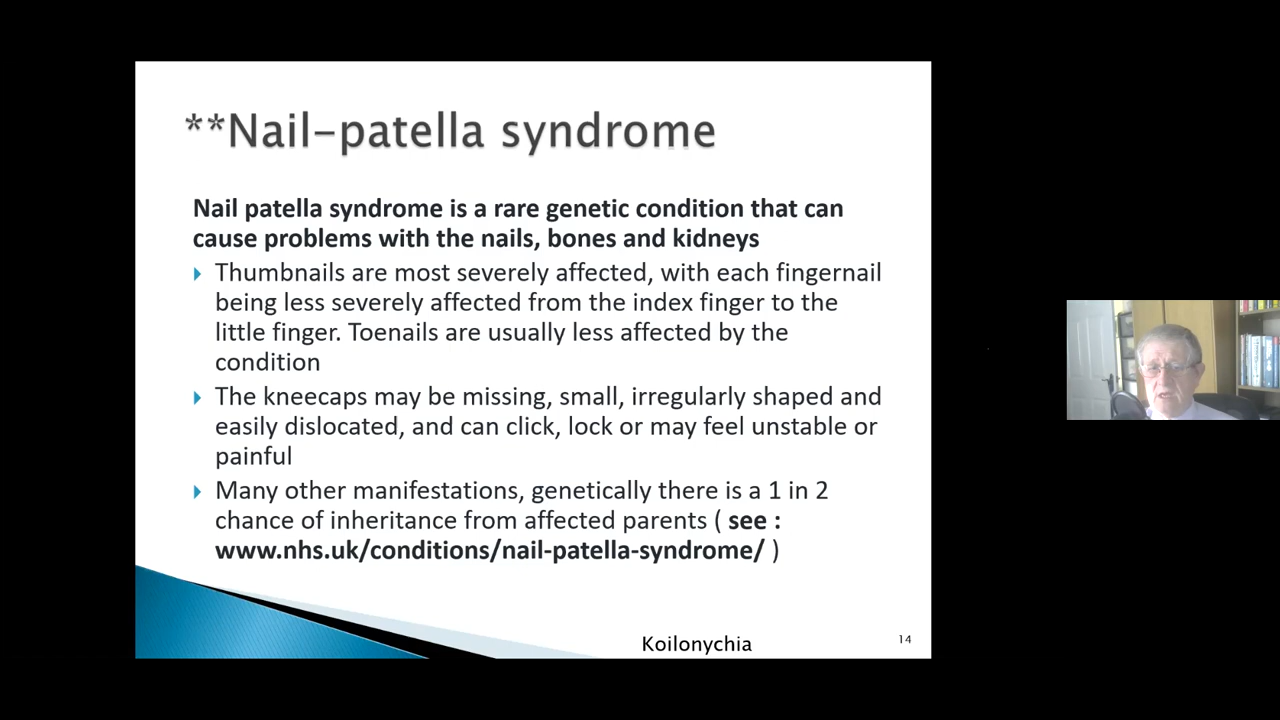 **Nail-patella syndrome
Nail patella syndrome is a rare genetic condition that can
cause problems with the nails, bones and kidneys
Thumbnails are most severely affected, with each fingernail
being less severely affected from the index finger to the
little finger. Toenails are usually less affected by the
condition
The kneecaps may be missing, small, irregularly shaped and
easily dislocated, and can click, lock or may feel unstable or
painful
Many other manifestations, genetically there is a 1 in 2
chance of inheritance from affected parents ( see :
www.nhs.uk/conditions/nail-patella-syndrome/ )
Koilonychia
14